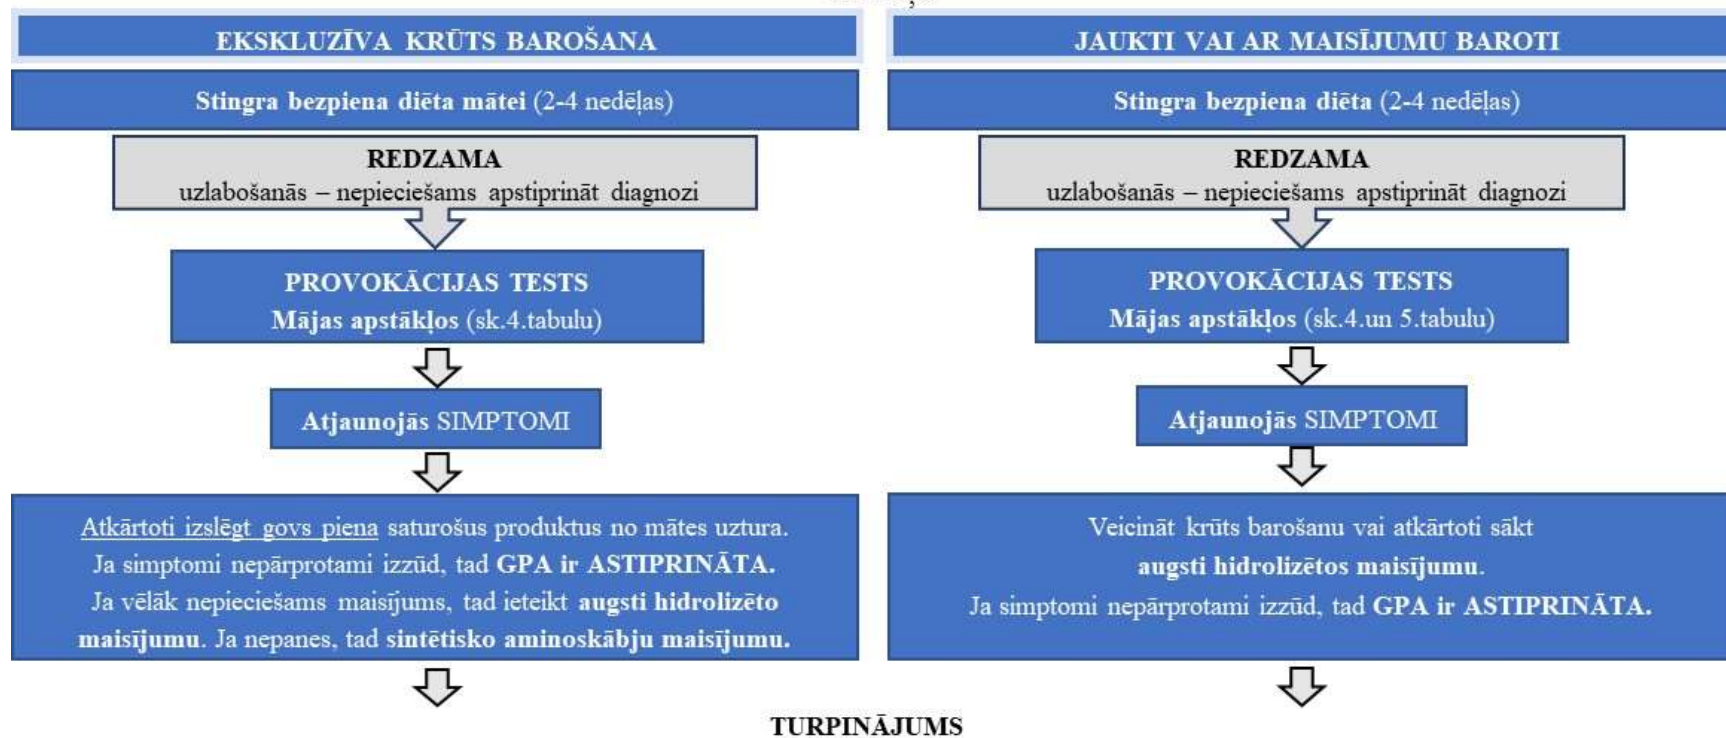 EKSKLUZĪVA KRŪTS BAROŠANA
Stingra bezpiena diēta mātei (2-4 nedēļas)
REDZAMA
uzlabošanās – nepieciešams apstiprināt diagnozi
PROVOKĀCIJAS TESTS
Mājas apstākļos (sk.4.tabulu)
Atjaunojās SIMPTOMI
Atkārtoti izslēgt govs piena saturošus produktus no mātes uztura.
Ja simptomi nepārprotami izzūd, tad GPA ir ASTIPRINĀTA.
Ja vēlāk nepieciešams maisījums, tad ieteikt augsti hidrolizēto
maisījumu. Ja nepanes, tad sintētisko aminoskābju maisījumu.
JAUKTI VAI AR MAISĪJUMU BAROTI
Stingra bezpiena diēta (2-4 nedēļas)
REDZAMA
uzlabošanās – nepieciešams apstiprināt diagnozi
PROVOKĀCIJAS TESTS
Mājas apstākļos (sk.4.un 5.tabulu)
Atjaunojās SIMPTOMI
Veicināt krūts barošanu vai atkārtoti sākt
augsti hidrolizētos maisījumu.
Ja simptomi nepārprotami izzūd, tad GPA ir ASTIPRINĀTA.
TURPINĀJUMS